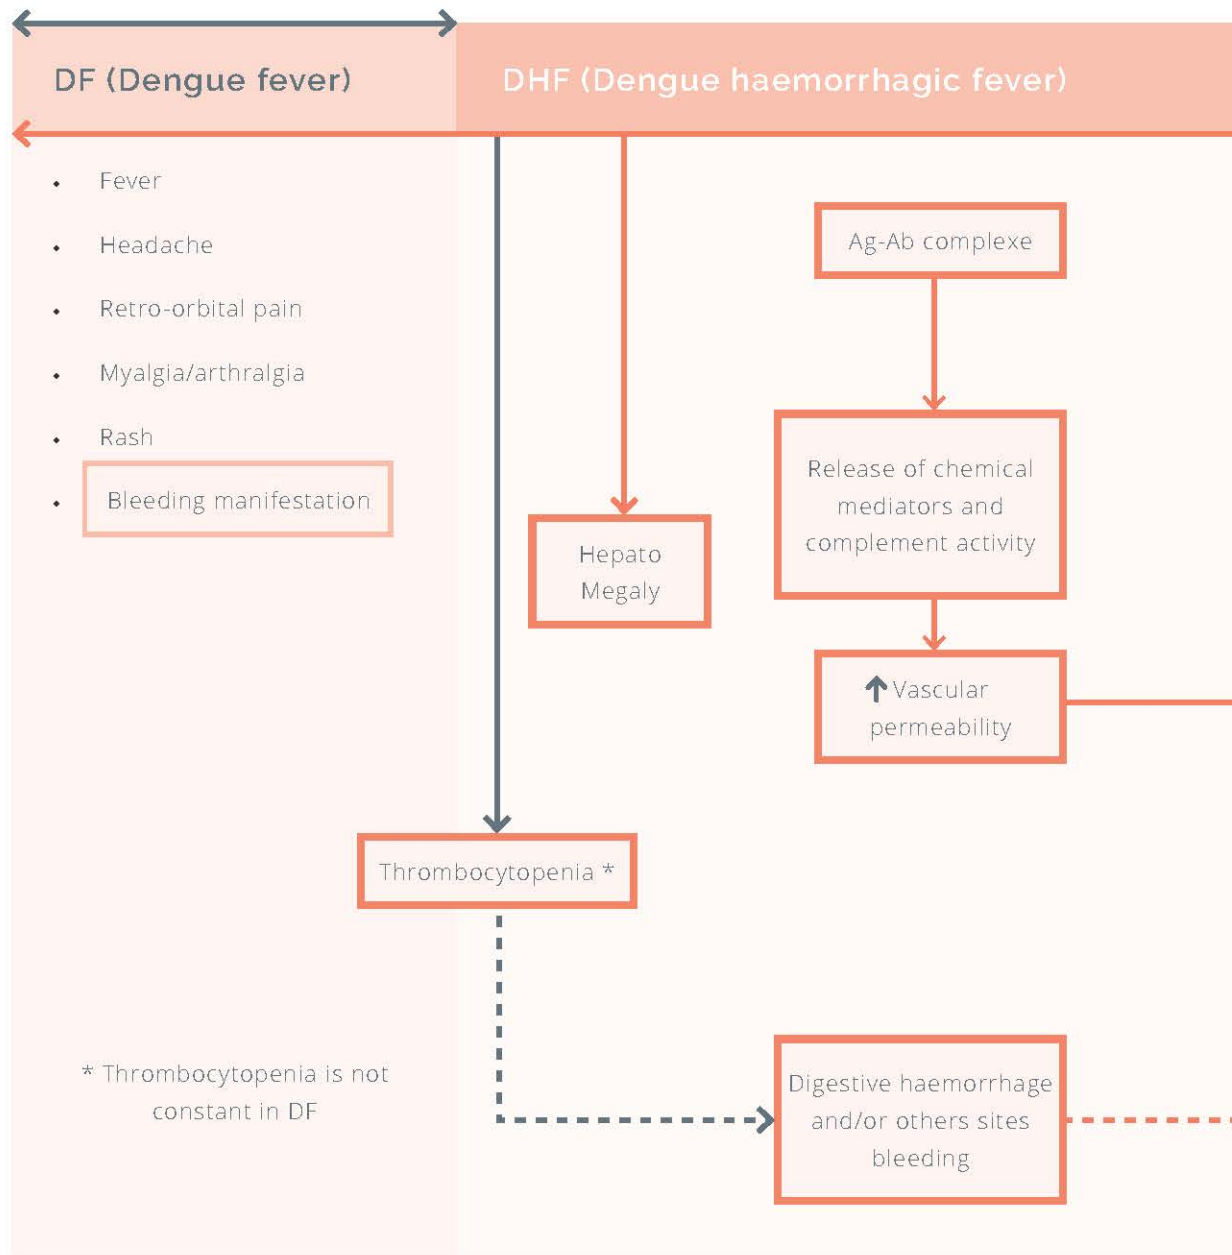 DF (Dengue fever)
DHF (Dengue haemorrhagic fever)
• Fever
• Headache
• Retro-orbital pain
• Myalgia/arthralgia
• Rash
• Bleeding manifestation
Hepato
Megaly
Ag-Ab complexe
Release of chemical
mediators and
complement activity
↑ Vascular
permeability
Thrombocytopenia *
* Thrombocytopenia is not
constant in DF
Digestive haemorrhage
and/or others sites
bleeding